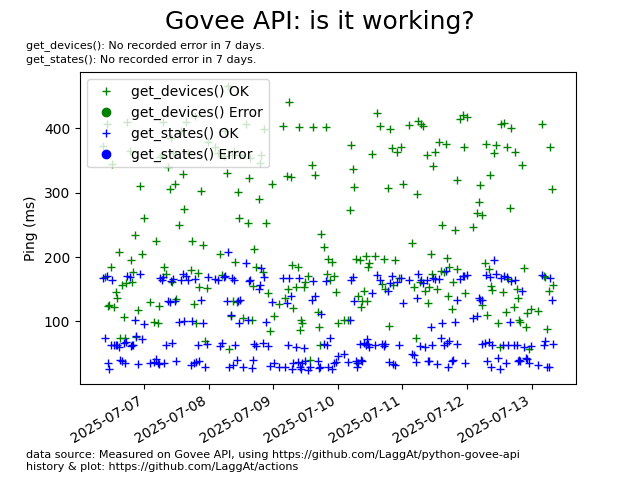 Govee API: is it working?
get_devices(): No recorded error in 7 days.
get_states(): No recorded error in 7 days.
get_devices() OK
get_devices() Error
get_states() OK
get_states() Error
Ping (ms)
400
300
200
100
2025-07-07
2025-07-08
2025-07-09
2025-07-10
2025-07-11
2025-07-12
2025-07-13
data source: Measured on Govee API, using https://github.com/LaggAt/python-govee-api
history & plot: https://github.com/LaggAt/actions